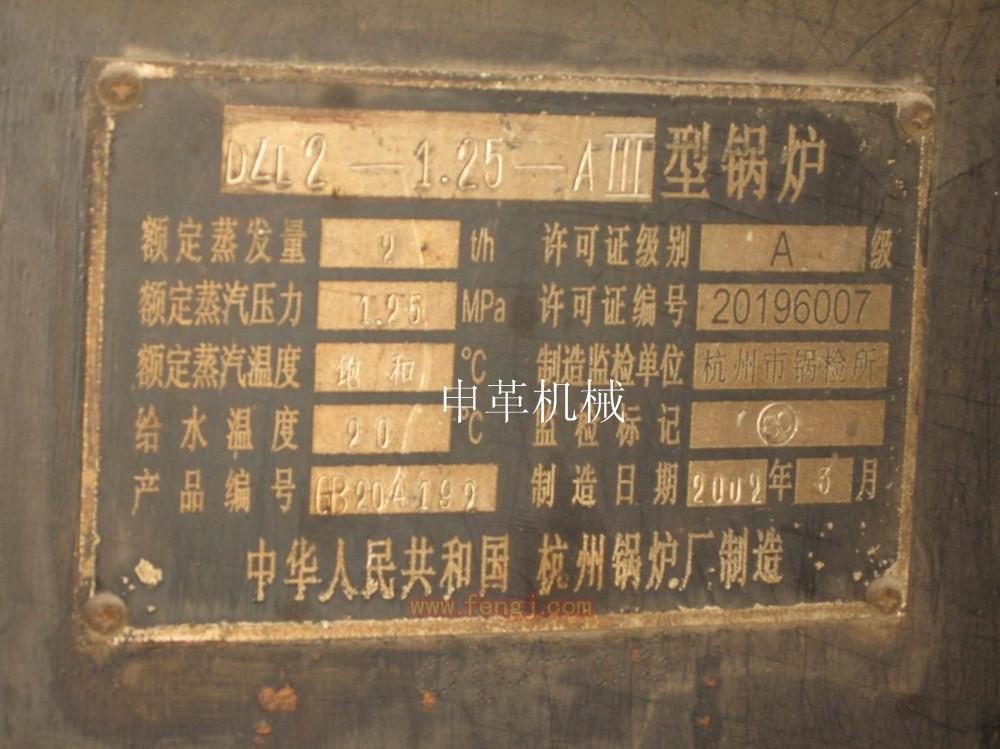 DZL2-1.25-AIII型锅炉
额定蒸发量 2 t/h 许可证级别 A 级
额定蒸汽压力 1.25 MPa 许可证编号 20196007
额定蒸汽温度 饱和 ℃ 制造监检单位 杭州市锅检所
申革机械
给水温度 20 ℃ 监检标记
产品编号 GB204192 制造日期 2002年 3月
中华人民共和国 杭州锅炉厂制造
www.fengj.com